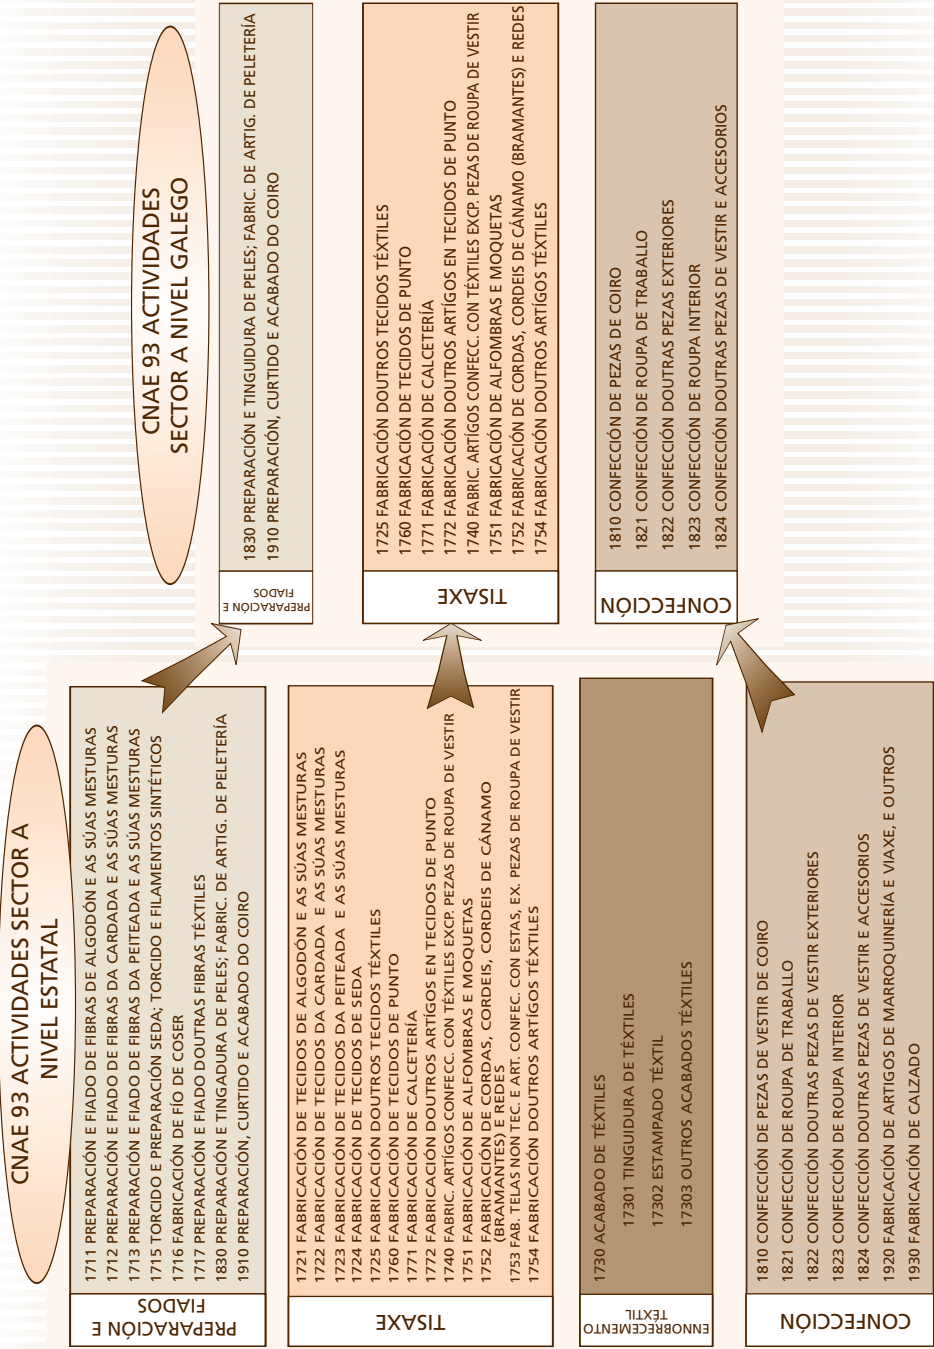 CNAE 93 ACTIVIDADES SECTOR A
NIVEL ESTATAL
PREPARACIÓN E
FIADOS
1711 PREPARACIÓN E FIADO DE FIBRAS DE ALGODÓN E AS SÚAS MESTURAS
1712 PREPARACIÓN E FIADO DE FIBRAS DA CARDADA E AS SÚAS MESTURAS
1713 PREPARACIÓN E FIADO DE FIBRAS DA PEITEADA E AS SÚAS MESTURAS
1715 TORCIDO E PREPARACIÓN SEDA; TORCIDO E FILAMENTOS SINTÉTICOS
1716 FABRICACIÓN DE FÍO DE COSER
1717 PREPARACIÓN E FIADO DOUTRAS FIBRAS TÉXTILES
1830 PREPARACIÓN E TINGADURA DE PELES; FABRIC. DE ARTIG. DE PELETERÍA
1910 PREPARACIÓN, CURTIDO E ACABADO DO COIRO
TISAXE
1721 FABRICACIÓN DE TECIDOS DE ALGODÓN E AS SÚAS MESTURAS
1722 FABRICACIÓN DE TECIDOS DA CARDADA E AS SÚAS MESTURAS
1723 FABRICACIÓN DE TECIDOS DA PEITEADA E AS SÚAS MESTURAS
1724 FABRICACIÓN DE TECIDOS DE SEDA
1725 FABRICACIÓN DOUTROS TECIDOS TÉXTILES
1760 FABRICACIÓN DE TECIDOS DE PUNTO
1771 FABRICACIÓN DE CALCETERÍA
1772 FABRICACIÓN DOUTROS ARTÍGOS EN TECIDOS DE PUNTO
1740 FABRIC. ARTÍGOS CONFECC. CON TÉXTILES EXCP. PEZAS DE ROUPA DE VESTIR
1751 FABRICACIÓN DE ALFOMBRAS E MOQUETAS
1752 FABRICACIÓN DE CORDAS, CORDEIS, CORDEIS DE CÁNAMO
(BRAMANTES) E REDES
1753 FAB. TELAS NON TEC. E ART. CONFEC. CON ESTAS, EX. PEZAS DE ROUPA DE VESTIR
1754 FABRICACIÓN DOUTROS ARTÍGOS TÉXTILES
ENNOBRECEMENTO
TÉXTIL
1730 ACABADO DE TÉXTILES
17301 TINGUIDURA DE TÉXTILES
17302 ESTAMPADO TÉXTIL
17303 OUTROS ACABADOS TÉXTILES
CONFECCIÓN
1810 CONFECCIÓN DE PEZAS DE VESTIR DE COIRO
1821 CONFECCIÓN DE ROUPA DE TRABALLO
1822 CONFECCIÓN DOUTRAS PEZAS DE VESTIR EXTERIORES
1823 CONFECCIÓN DE ROUPA INTERIOR
1824 CONFECCIÓN DOUTRAS PEZAS DE VESTIR E ACCESORIOS
1920 FABRICACIÓN DE ARTIGOS DE MARROQUINERÍA E VIAXE, E OUTROS
1930 FABRICACIÓN DE CALZADO
CNAE 93 ACTIVIDADES
SECTOR A NIVEL GALEGO
PREPARACIÓN E
FIADOS
1830 PREPARACIÓN E TINGUIDURA DE PELES; FABRIC. DE ARTIG. DE PELETERÍA
1910 PREPARACIÓN, CURTIDO E ACABADO DO COIRO
TISAXE
1725 FABRICACIÓN DOUTROS TECIDOS TÉXTILES
1760 FABRICACIÓN DE TECIDOS DE PUNTO
1771 FABRICACIÓN DE CALCETERÍA
1772 FABRICACIÓN DOUTROS ARTÍGOS EN TECIDOS DE PUNTO
1740 FABRIC. ARTÍGOS CONFECC. CON TÉXTILES EXCP. PEZAS DE ROUPA DE VESTIR
1751 FABRICACIÓN DE ALFOMBRAS E MOQUETAS
1752 FABRICACIÓN DE CORDAS, CORDEIS DE CÁNAMO (BRAMANTES) E REDES
1754 FABRICACIÓN DOUTROS ARTÍGOS TÉXTILES
CONFECCIÓN
1810 CONFECCIÓN DE PEZAS DE COIRO
1821 CONFECCIÓN DE ROUPA DE TRABALLO
1822 CONFECCIÓN DOUTRAS PEZAS EXTERIORES
1823 CONFECCIÓN DE ROUPA INTERIOR
1824 CONFECCIÓN DOUTRAS PEZAS DE VESTIR E ACCESORIOS